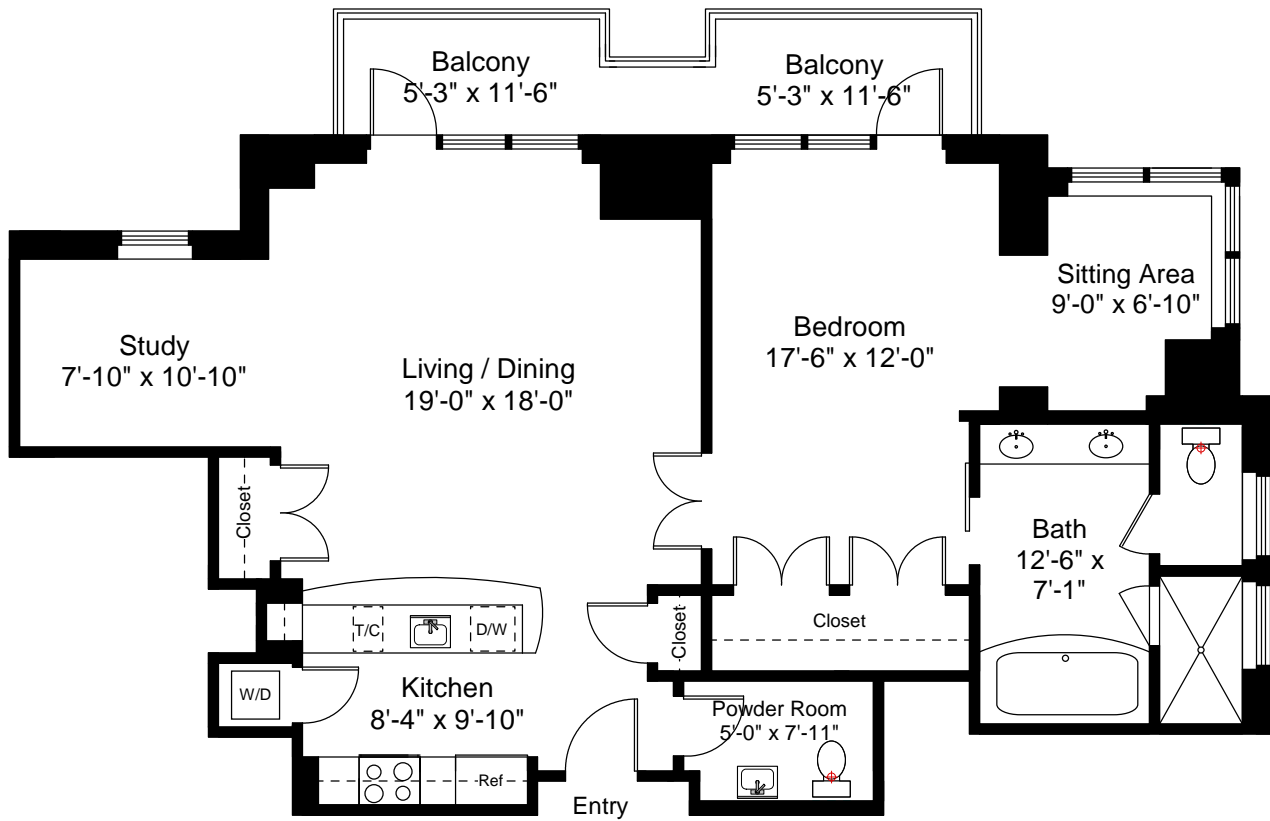 Balcony
5'-3" x 11'-6"
Balcony
5'-3" x 11'-6"
Sitting Area
9'-0" x 6'-10"
Study
7'-10" x 10'-10"
Living / Dining
19'-0" x 18'-0"
Bedroom
17'-6" x 12'-0"
Closet
Bath
12'-6" x
7'-1"
T/C
D/W
Closet
Closet
W/D
Kitchen
8'-4" x 9'-10"
Powder Room
5'-0" x 7'-11"
Ref
Entry